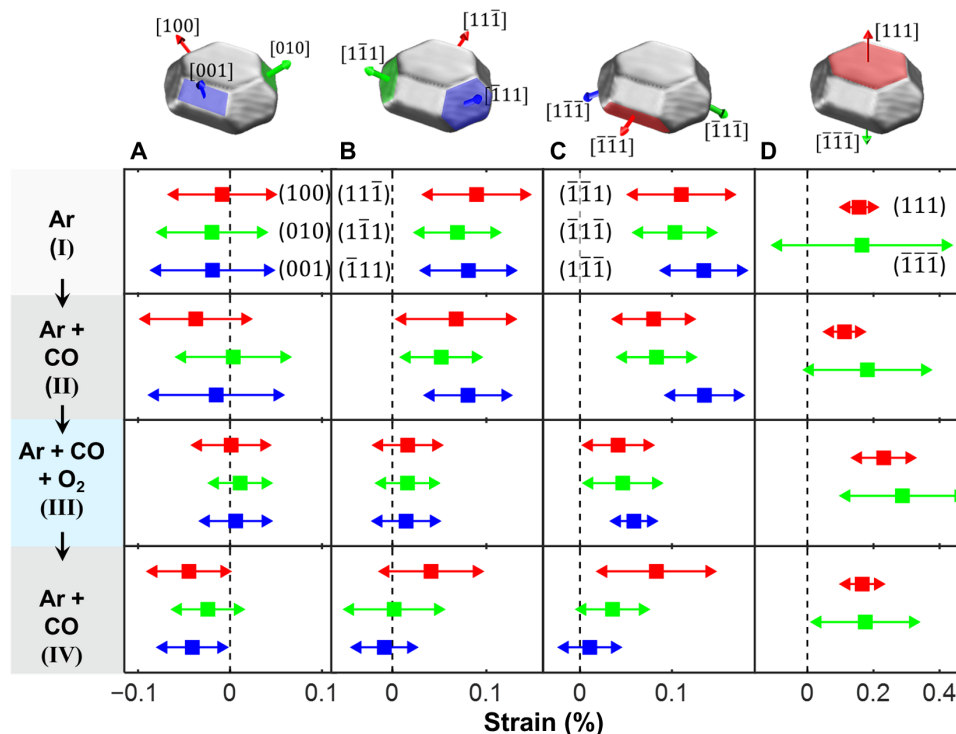 [100]
[010]
[001]
[111̅]
[11̅1]
[1̅11]
[11̅1̅]
[1̅1̅1]
[1̅11̅]
[111]
[1̅1̅1̅]
A
B
C
D
Ar
(I)
(100)
(010)
(001)
(111̅)
(11̅1)
(1̅11)
(1̅1̅1)
(1̅11̅)
(11̅1̅)
(111)
(1̅1̅1̅)
Ar +
CO
(II)
Ar + CO
+ O₂
(III)
Ar +
CO
(IV)
−0.1 0 0.1
0 0.1
0 0.1
0 0.2 0.4
Strain (%)